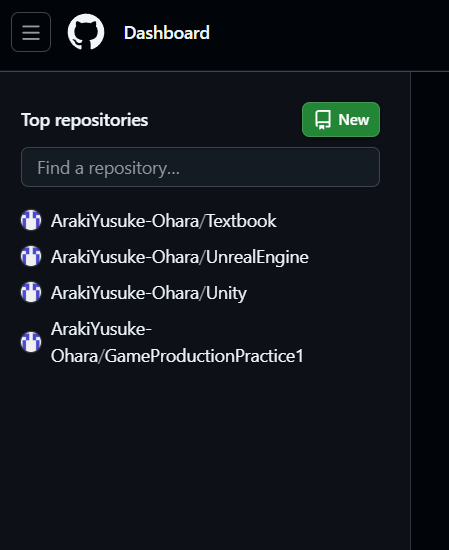 Dashboard
Top repositories
New
Find a repository...
ArakiYusuke-Ohara/Textbook
ArakiYusuke-Ohara/UnrealEngine
ArakiYusuke-Ohara/Unity
ArakiYusuke-
Ohara/GameProductionPractice1